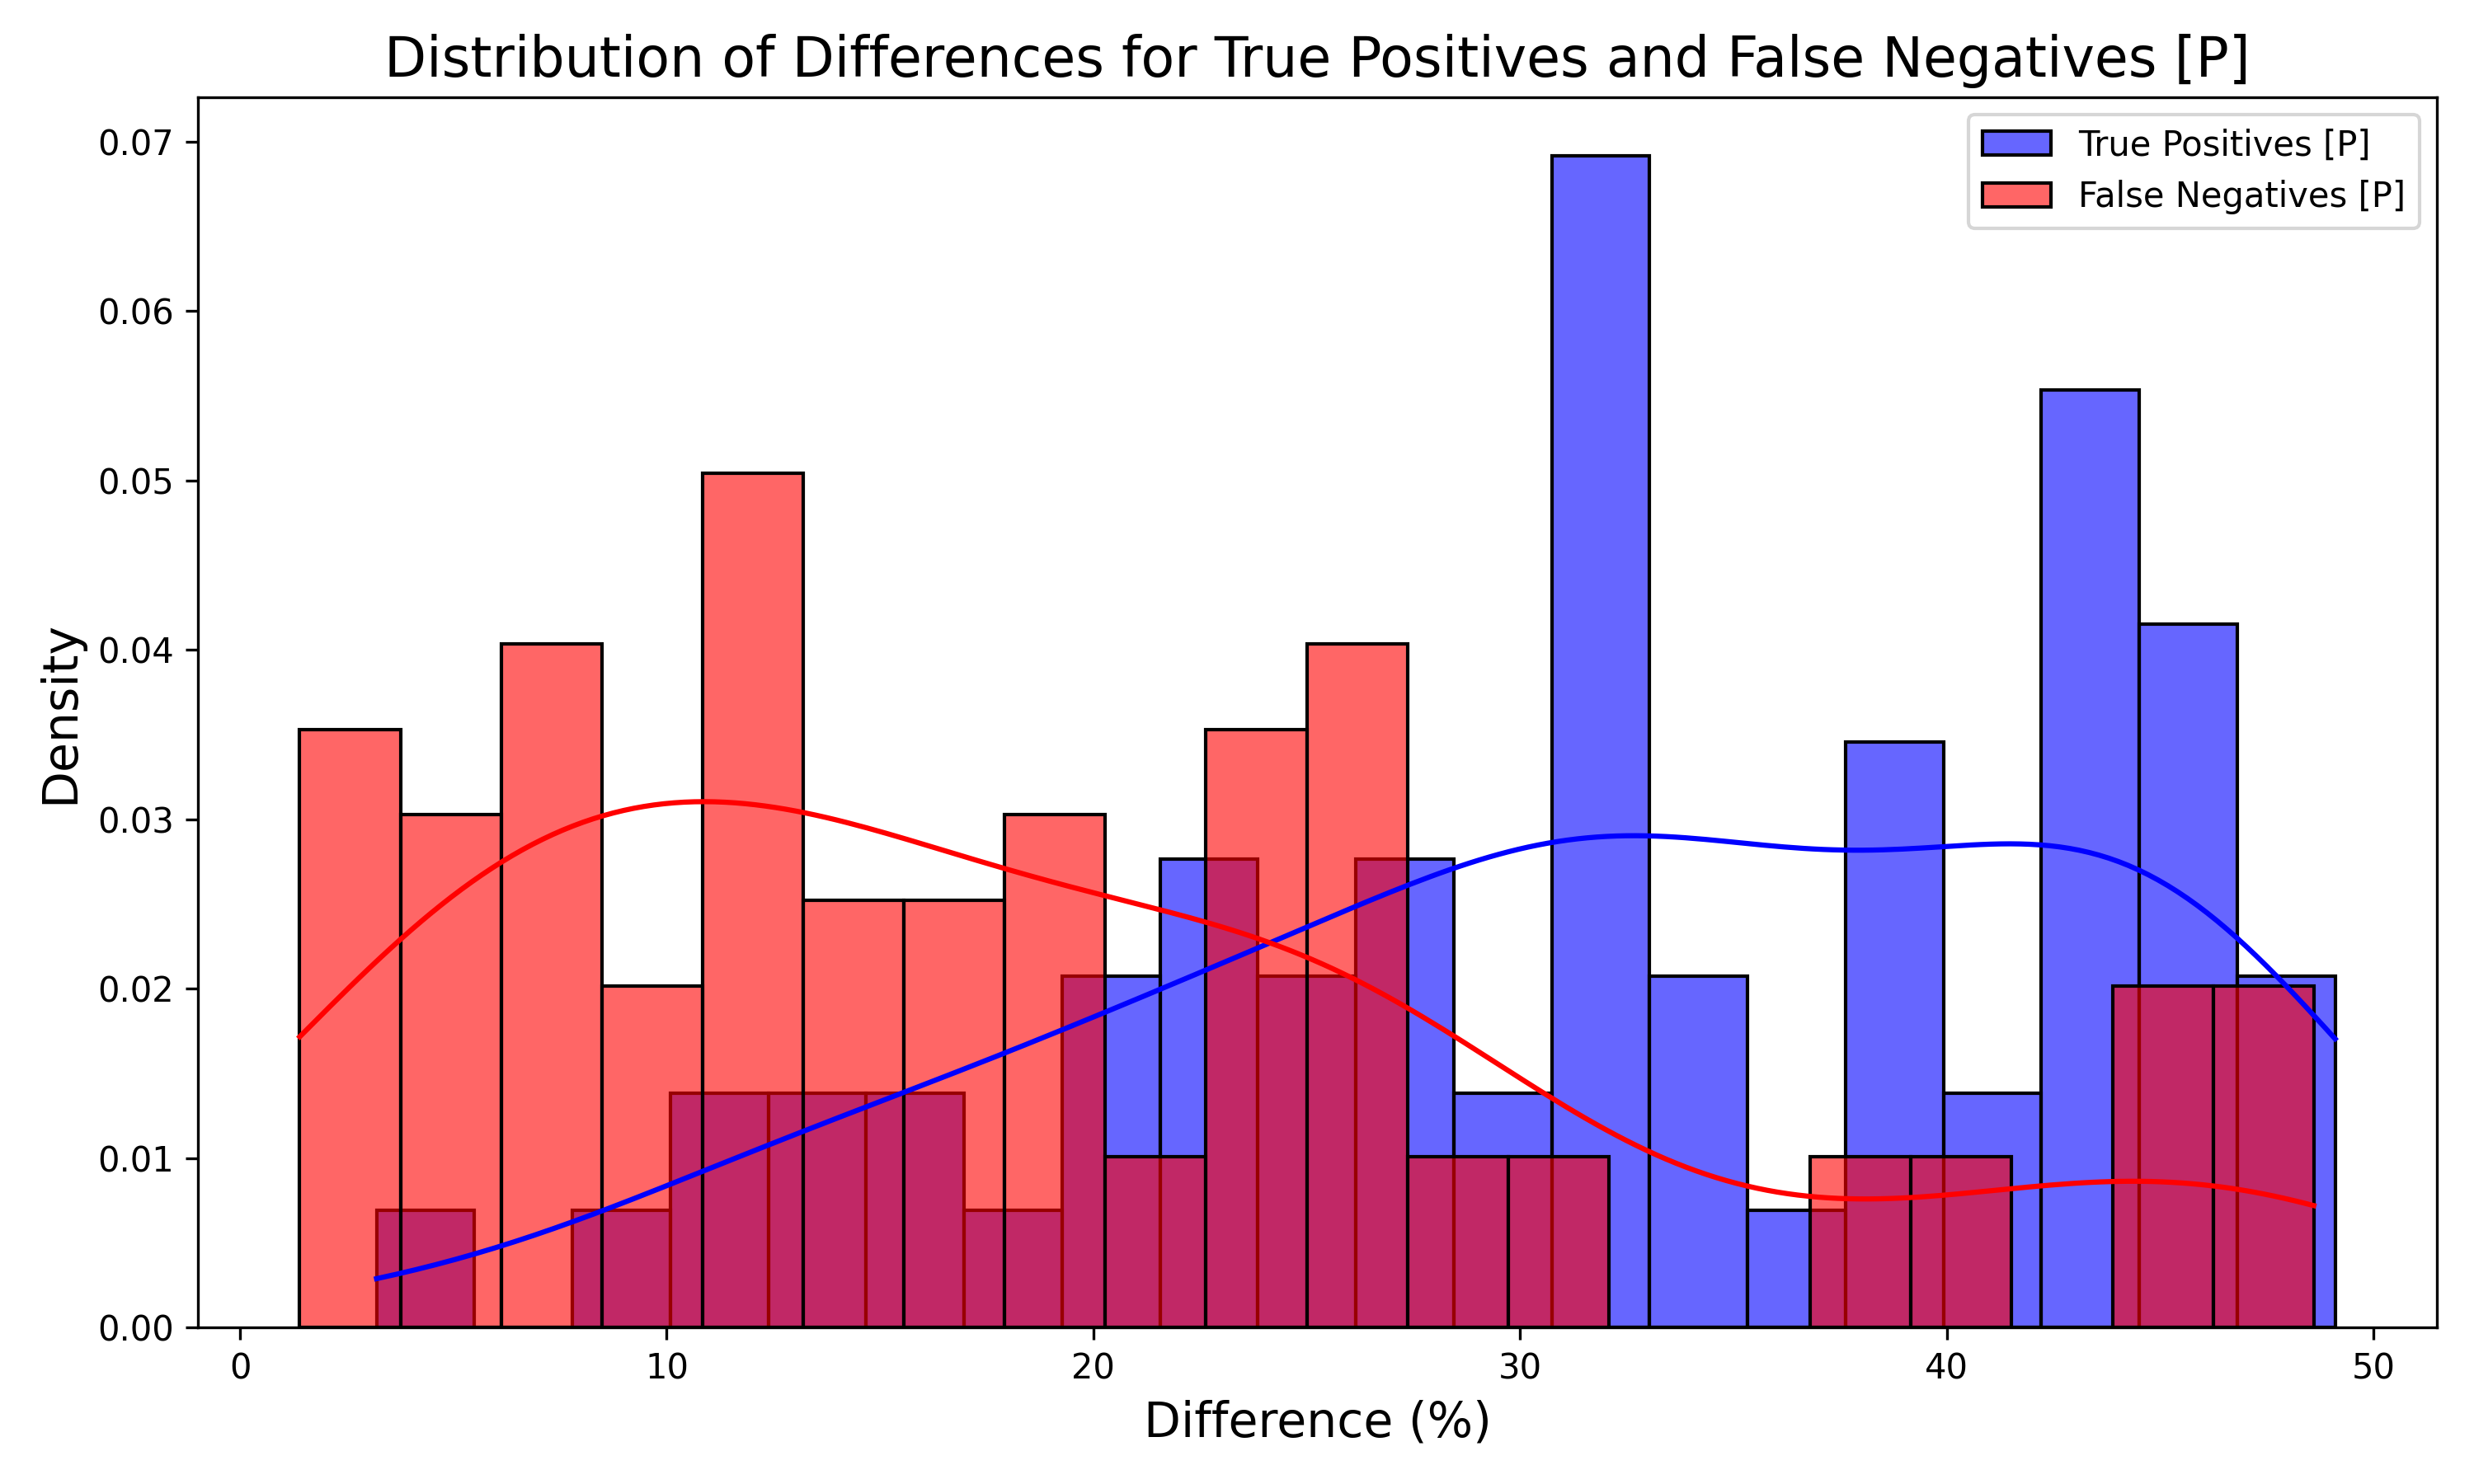 Distribution of Differences for True Positives and False Negatives [P]
True Positives [P]
False Negatives [P]
Density
0.07
0.06
0.05
0.04
0.03
0.02
0.01
0.00
0 10 20 30 40 50
Difference (%)